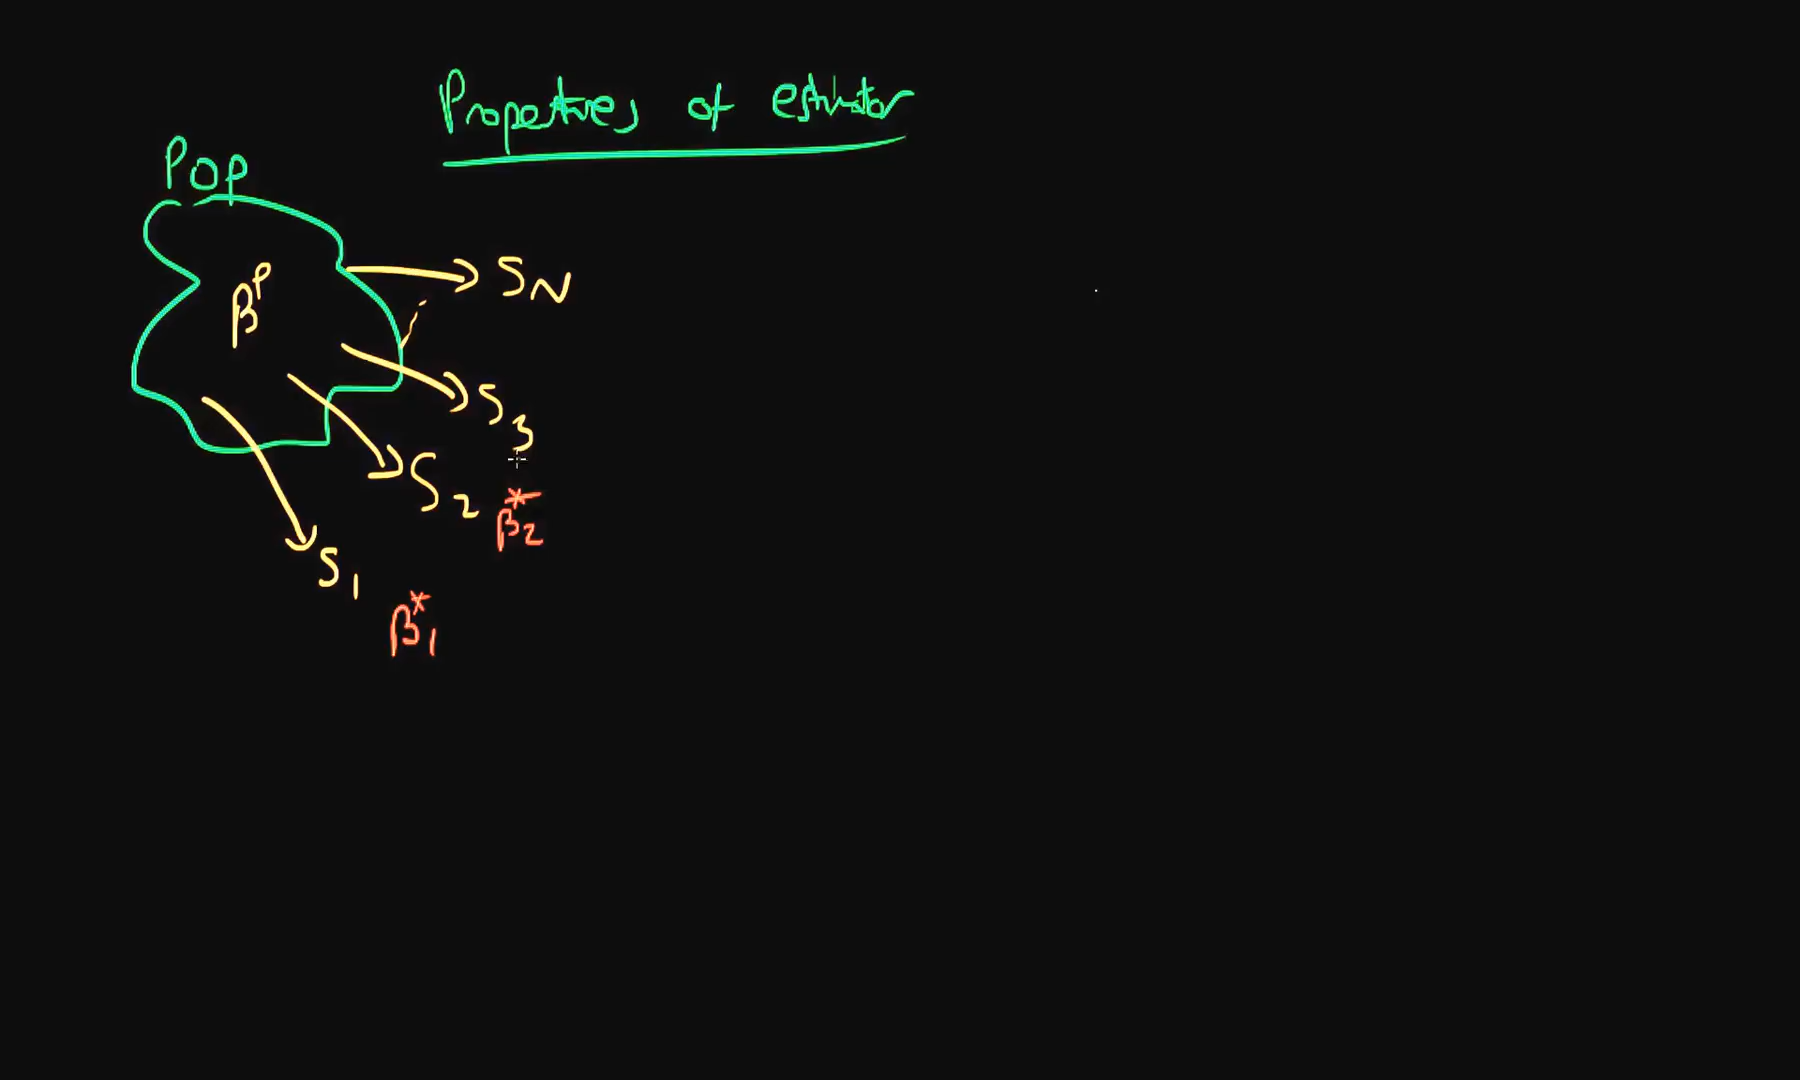 Properties of estimator
Pop
β^P
S_N
S_3
S_2 β*_2
S_1
β*_1